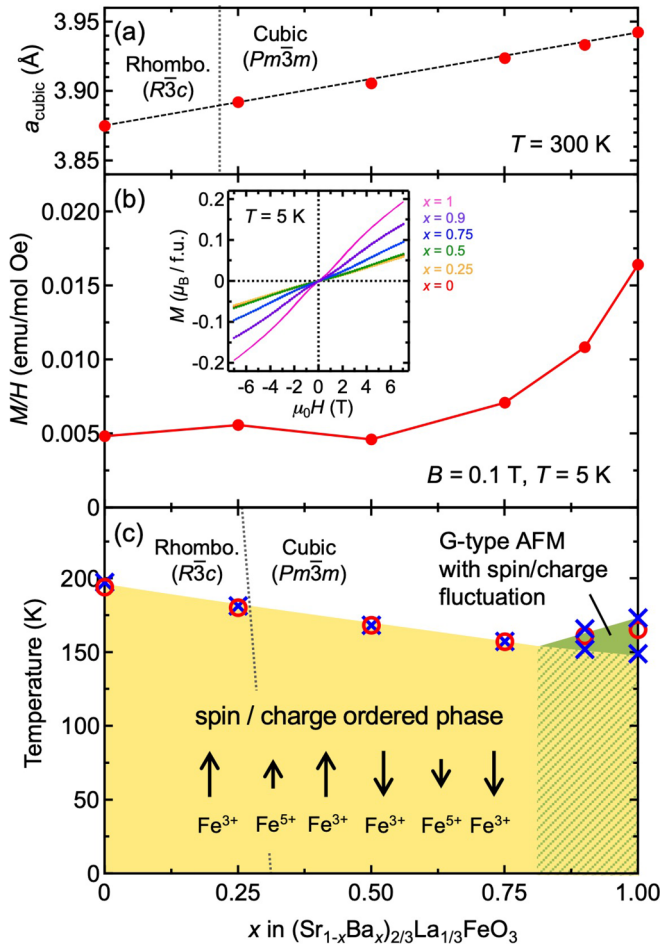 (a)
Rhombo.
(R3̅c)
Cubic
(Pm3̅m)
T = 300 K
a_cubic (Å)
3.95
3.90
3.85
(b)
M/H (emu/mol Oe)
0.020
0.015
0.010
0.005
0
T = 5 K
M (μ_B / f.u.)
0.2
0.1
0
-0.1
-0.2
-6 -4 -2 0 2 4 6
μ₀H (T)
x = 1
x = 0.9
x = 0.75
x = 0.5
x = 0.25
x = 0
B = 0.1 T, T = 5 K
(c)
Rhombo.
(R3̅c)
Cubic
(Pm3̅m)
G-type AFM
with spin/charge
fluctuation
Temperature (K)
200
150
100
50
0
spin / charge ordered phase
Fe³⁺ Fe⁵⁺ Fe³⁺ Fe³⁺ Fe⁵⁺ Fe³⁺
0 0.25 0.50 0.75 1.00
x in (Sr₁₋ₓBaₓ)₂/₃La₁/₃FeO₃